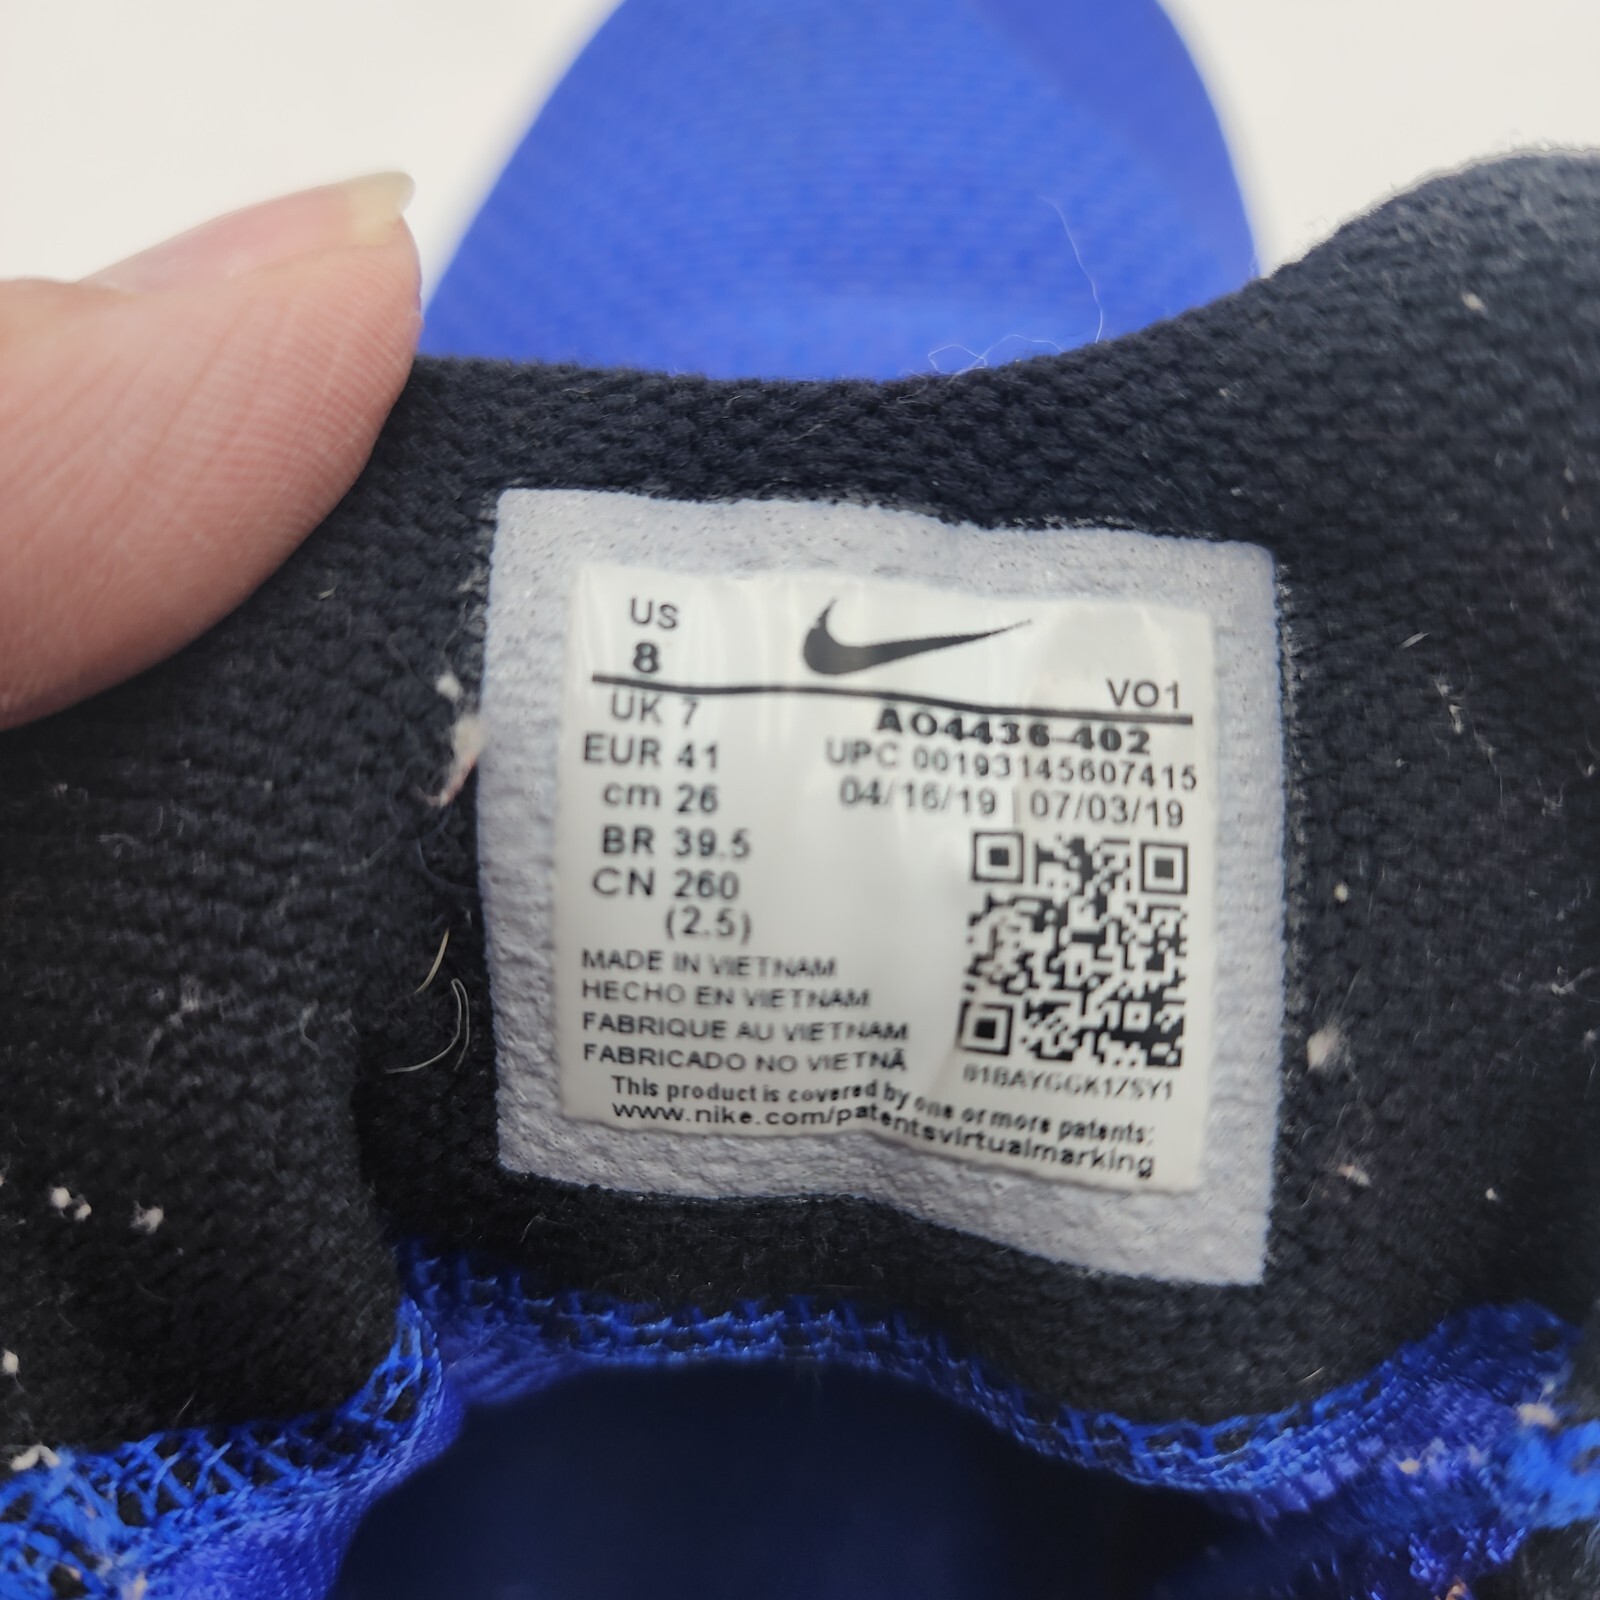 US
8
VO1
UK 7
AO4436-402
EUR 41
UPC 00193145607415
cm 26
04/16/19 | 07/03/19
BR 39.5
CN 260
(2.5)
MADE IN VIETNAM
HECHO EN VIETNAM
FABRIQUE AU VIETNAM
FABRICADO NO VIETNÃ
This product is covered by one or more patents:
www.nike.com/patentsvirtualmarking